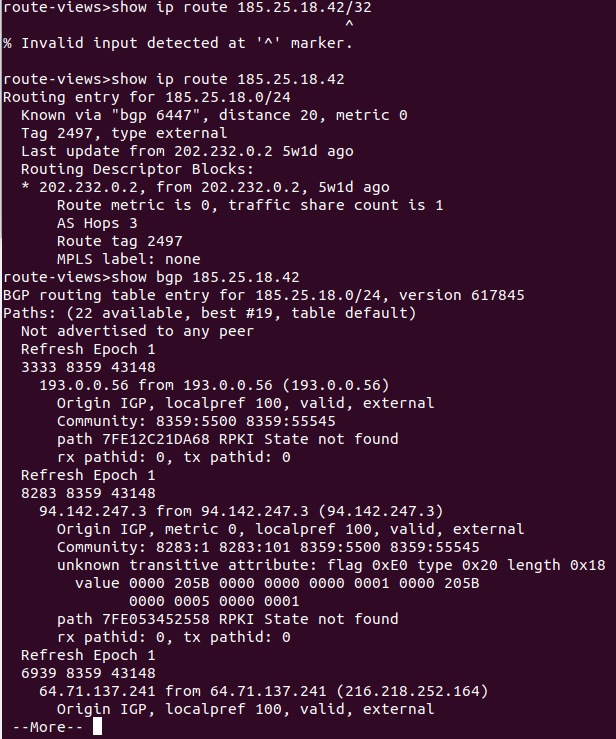 route-views>show ip route 185.25.18.42/32
^
% Invalid input detected at '^' marker.
route-views>show ip route 185.25.18.42
Routing entry for 185.25.18.0/24
Known via "bgp 6447", distance 20, metric 0
Tag 2497, type external
Last update from 202.232.0.2 5w1d ago
Routing Descriptor Blocks:
* 202.232.0.2, from 202.232.0.2, 5w1d ago
Route metric is 0, traffic share count is 1
AS Hops 3
Route tag 2497
MPLS label: none
route-views>show bgp 185.25.18.42
BGP routing table entry for 185.25.18.0/24, version 617845
Paths: (22 available, best #19, table default)
Not advertised to any peer
Refresh Epoch 1
3333 8359 43148
193.0.0.56 from 193.0.0.56 (193.0.0.56)
Origin IGP, localpref 100, valid, external
Community: 8359:5500 8359:55545
path 7FE12C21DA68 RPKI State not found
rx pathid: 0, tx pathid: 0
Refresh Epoch 1
8283 8359 43148
94.142.247.3 from 94.142.247.3 (94.142.247.3)
Origin IGP, metric 0, localpref 100, valid, external
Community: 8283:1 8283:101 8359:5500 8359:55545
unknown transitive attribute: flag 0xE0 type 0x20 length 0x18
value 0000 205B 0000 0000 0000 0001 0000 205B
0000 0005 0000 0001
path 7FE053452558 RPKI State not found
rx pathid: 0, tx pathid: 0
Refresh Epoch 1
6939 8359 43148
64.71.137.241 from 64.71.137.241 (216.218.252.164)
Origin IGP, localpref 100, valid, external
--More--